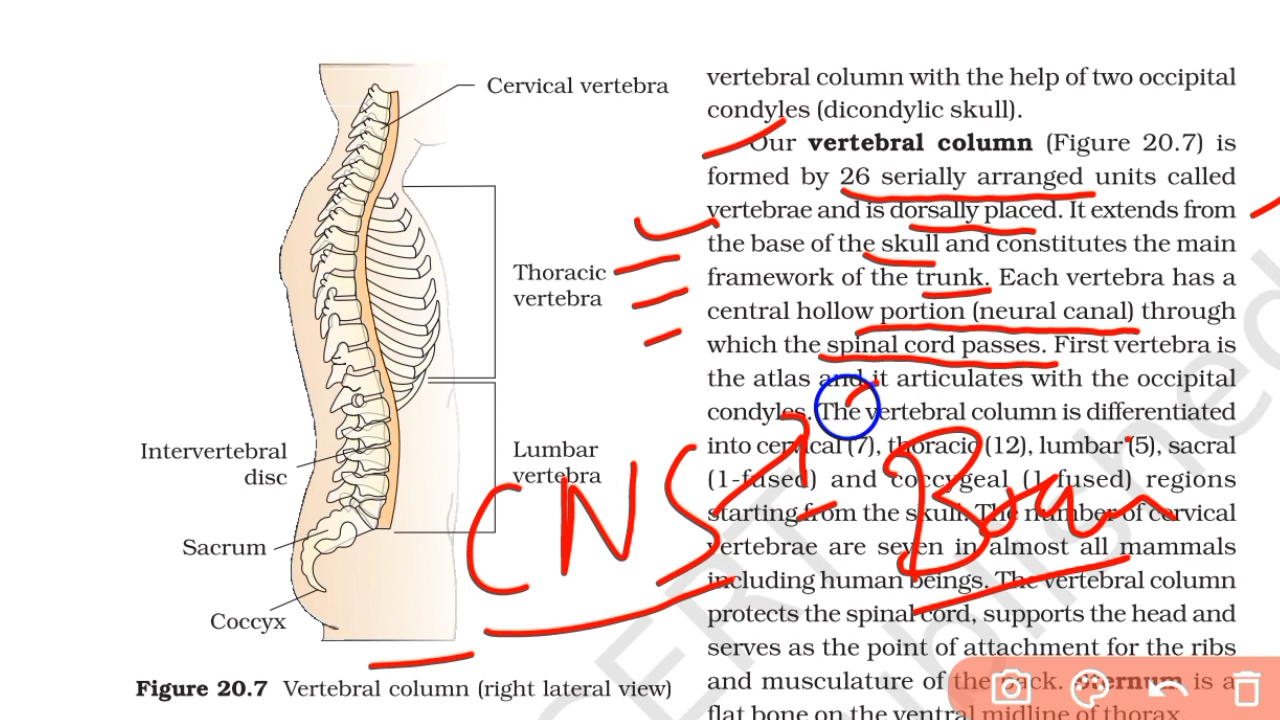 Cervical vertebra
Thoracic
vertebra
Lumbar
vertebra
Intervertebral
disc
Sacrum
Coccyx
Figure 20.7 Vertebral column (right lateral view)
vertebral column with the help of two occipital
condyles (dicondylic skull).
Our vertebral column (Figure 20.7) is
formed by 26 serially arranged units called
vertebrae and is dorsally placed. It extends from
the base of the skull and constitutes the main
framework of the trunk. Each vertebra has a
central hollow portion (neural canal) through
which the spinal cord passes. First vertebra is
the atlas and it articulates with the occipital
condyles. The vertebral column is differentiated
into cervical (7), thoracic (12), lumbar (5), sacral
(1-fused) and coccygeal (1-fused) regions
starting from the skull. The number of cervical
vertebrae are seven in almost all mammals
including human beings. The vertebral column
protects the spinal cord, supports the head and
serves as the point of attachment for the ribs
and musculature of the back. Sternum is a
flat bone on the ventral midline of thorax.
CNS